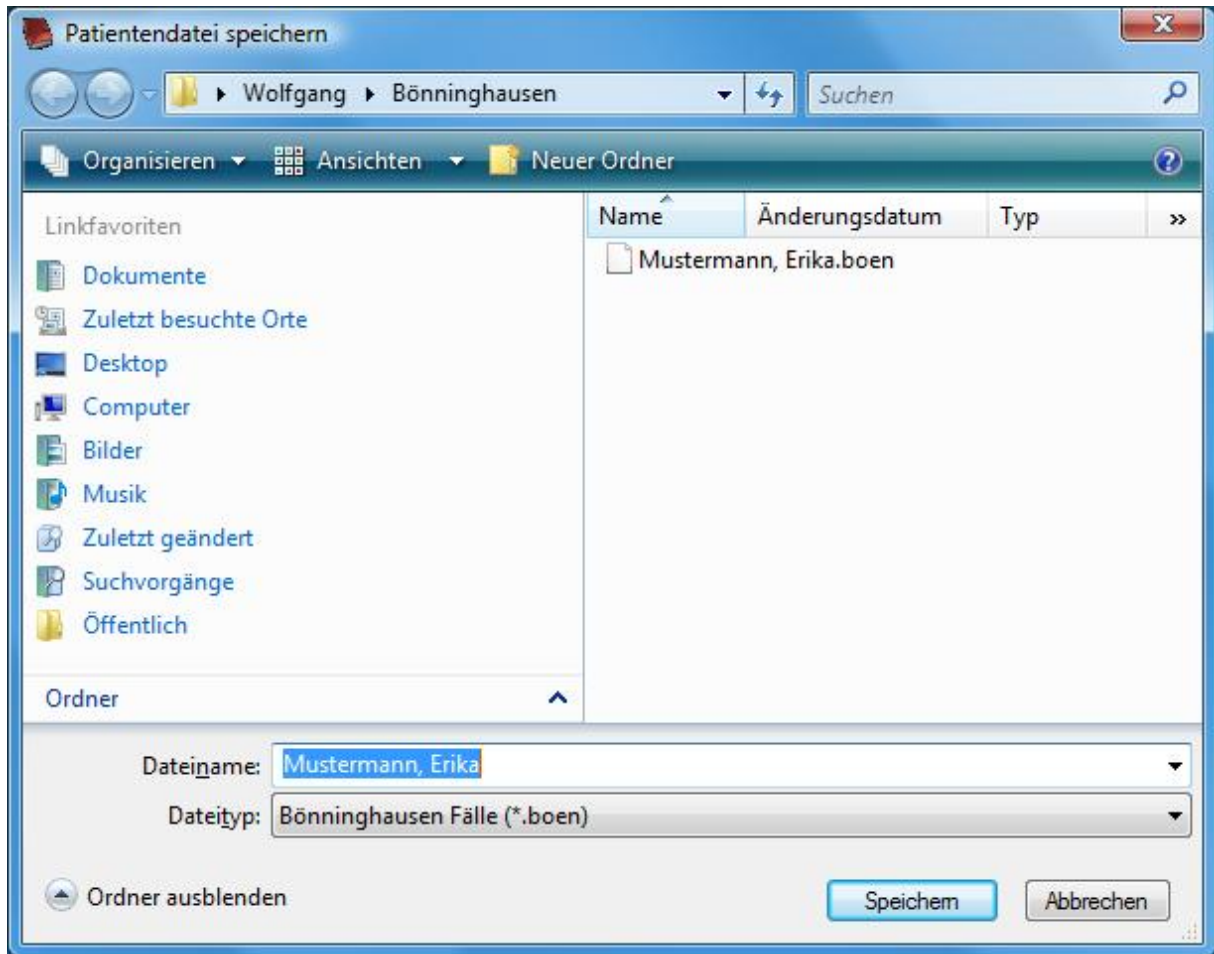 Patientendatei speichern
Wolfgang Bönninghausen Suchen
Organisieren Ansichten Neuer Ordner
Linkfavoriten
Dokumente
Zuletzt besuchte Orte
Desktop
Computer
Bilder
Musik
Zuletzt geändert
Suchvorgänge
Öffentlich
Ordner
Name Änderungsdatum Typ »
Mustermann, Erika.boen
Dateiname: Mustermann, Erika
Dateityp: Bönninghausen Fälle (*.boen)
Ordner ausblenden Speichern Abbrechen